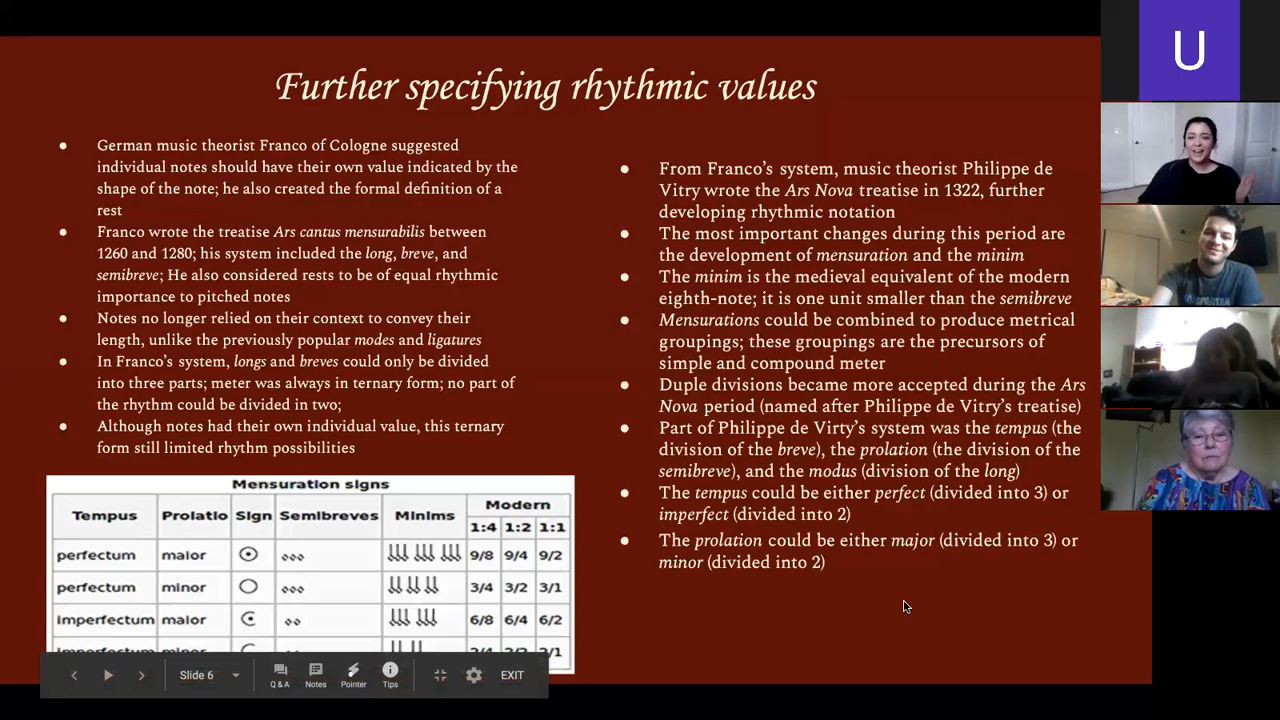 Further specifying rhythmic values
German music theorist Franco of Cologne suggested
individual notes should have their own value indicated by the
shape of the note; he also created the formal definition of a
rest
Franco wrote the treatise Ars cantus mensurabilis between
1260 and 1280; his system included the long, breve, and
semibreve; He also considered rests to be of equal rhythmic
importance to pitched notes
Notes no longer relied on their context to convey their
length, unlike the previously popular modes and ligatures
In Franco's system, longs and breves could only be divided
into three parts; meter was always in ternary form; no part of
the rhythm could be divided in two;
Although notes had their own individual value, this ternary
form still limited rhythm possibilities
From Franco's system, music theorist Philippe de
Vitry wrote the Ars Nova treatise in 1322, further
developing rhythmic notation
The most important changes during this period are
the development of mensuration and the minim
The minim is the medieval equivalent of the modern
eighth-note; it is one unit smaller than the semibreve
Mensurations could be combined to produce metrical
groupings; these groupings are the precursors of
simple and compound meter
Duple divisions became more accepted during the Ars
Nova period (named after Philippe de Vitry's treatise)
Part of Philippe de Virty's system was the tempus (the
division of the breve), the prolation (the division of the
semibreve), and the modus (division of the long)
The tempus could be either perfect (divided into 3) or
imperfect (divided into 2)
The prolation could be either major (divided into 3) or
minor (divided into 2)
Mensuration signs
Tempus Prolatio Sign Semibreves Minims Modern
1:4 1:2 1:1
perfectum maior 9/8 9/4 9/2
perfectum minor 3/4 3/2 3/1
imperfectum maior 6/8 6/4 6/2
Slide 6
Q & A Notes Pointer Tips EXIT
U